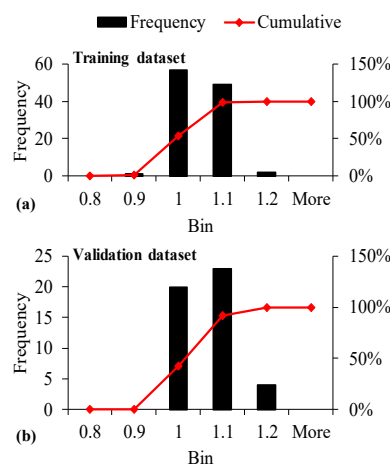 Frequency Cumulative
Training dataset
60
40
20
0
Frequency
150%
100%
50%
0%
0.8 0.9 1 1.1 1.2 More
(a)
Bin
Validation dataset
25
20
15
10
5
0
Frequency
150%
100%
50%
0%
0.8 0.9 1 1.1 1.2 More
(b)
Bin